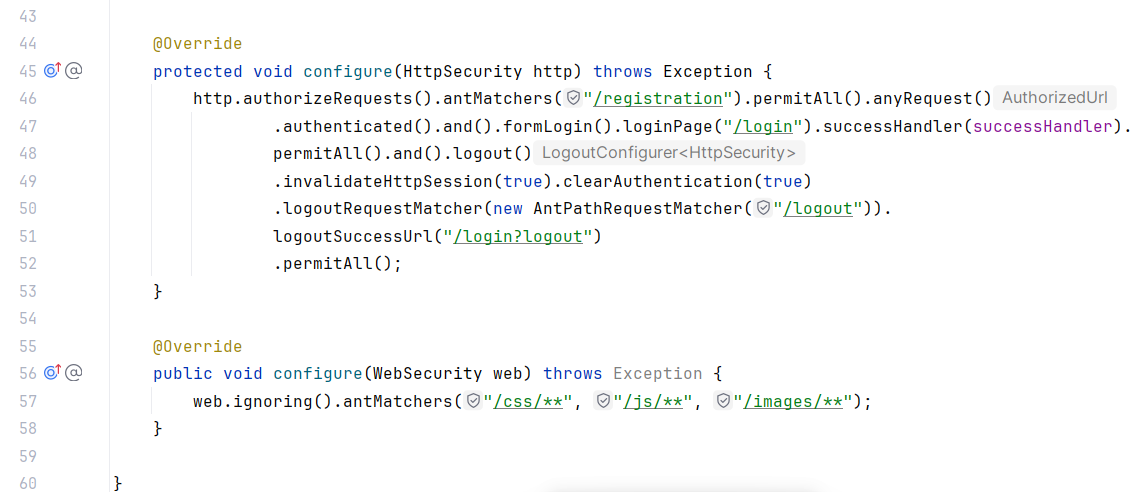 43
44     @Override
45     protected void configure(HttpSecurity http) throws Exception {
46         http.authorizeRequests().antMatchers("/registration").permitAll().anyRequest() AuthorizedUrl
47                 .authenticated().and().formLogin().loginPage("/login").successHandler(successHandler).
48                 permitAll().and().logout() LogoutConfigurer<HttpSecurity>
49                 .invalidateHttpSession(true).clearAuthentication(true)
50                 .logoutRequestMatcher(new AntPathRequestMatcher("/logout")).
51                 logoutSuccessUrl("/login?logout")
52                 .permitAll();
53     }
54
55     @Override
56     public void configure(WebSecurity web) throws Exception {
57         web.ignoring().antMatchers("/css/**", "/js/**", "/images/**");
58     }
59
60 }